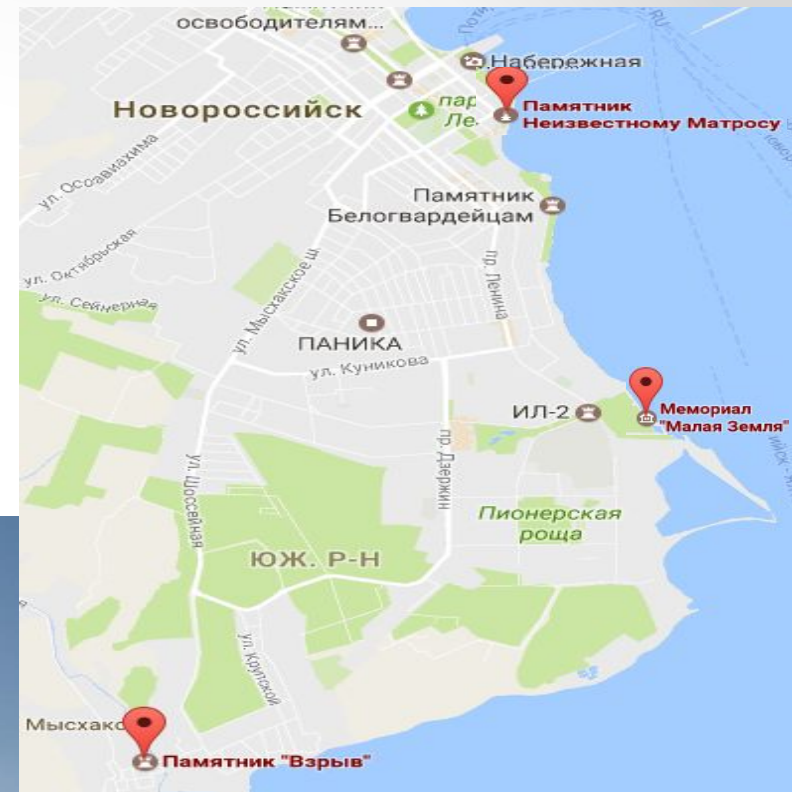 освободителям...
Набережная
Памятник
Неизвестному Матросу
Новороссийск
ул. Осоавиахима
Памятник
Белогвардейцам
ул. Октябрьская
ул. Сейнерная
ул. Мысхакское ш.
пр. Ленина
ПАНИКА
ул. Куникова
ИЛ-2
Мемориал
"Малая Земля"
пр. Дзержин
ул. Шоссейная
Пионерская
роща
ЮЖ. Р-Н
ул. Крупской
Мысхако
Памятник "Взрыв"